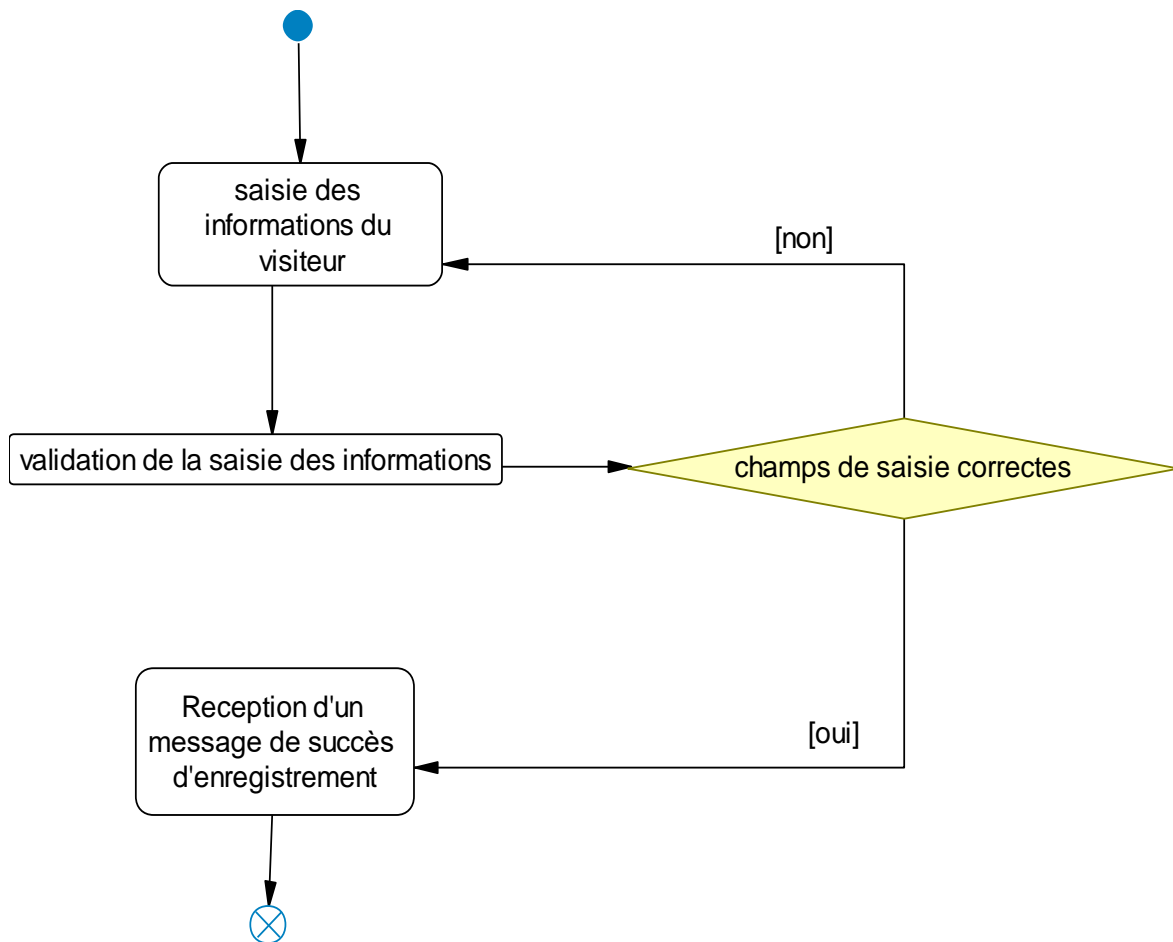 saisie des
informations du
visiteur
[non]
validation de la saisie des informations
champs de saisie correctes
Reception d'un
message de succès
d'enregistrement
[oui]